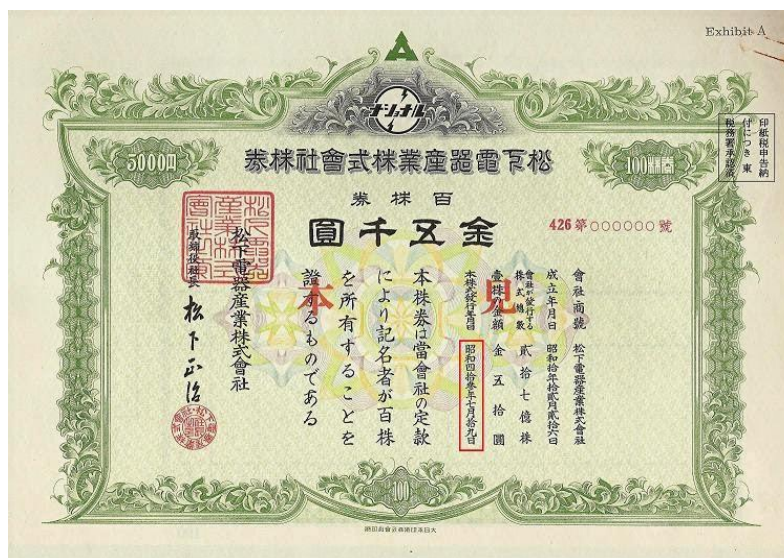 Exhibit A
ナショナル
印紙税申告納
付につき 東
税務署承認済
5000円
100株券
松下電器産業株式會社株券
百株券
金五千圓
426第000000號
會社商號 松下電器産業株式會社
成立年月日 昭和拾年拾貳月貳拾六日
會社が發行する
株式總數 貳拾七億株
壹株の金額 金五拾圓
本株式發行年月日 昭和四拾參年七月拾九日
見本
本株券は當會社の定款
により記名者が百株
を所有することを
證するものである
松下電器産業株式會社
取締役社長 松下正治
100